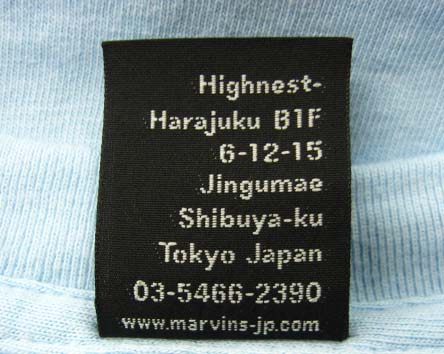 Highnest-
Harajuku B1F
6-12-15
Jingumae
Shibuya-ku
Tokyo Japan
03-5466-2390
www.marvins-jp.com